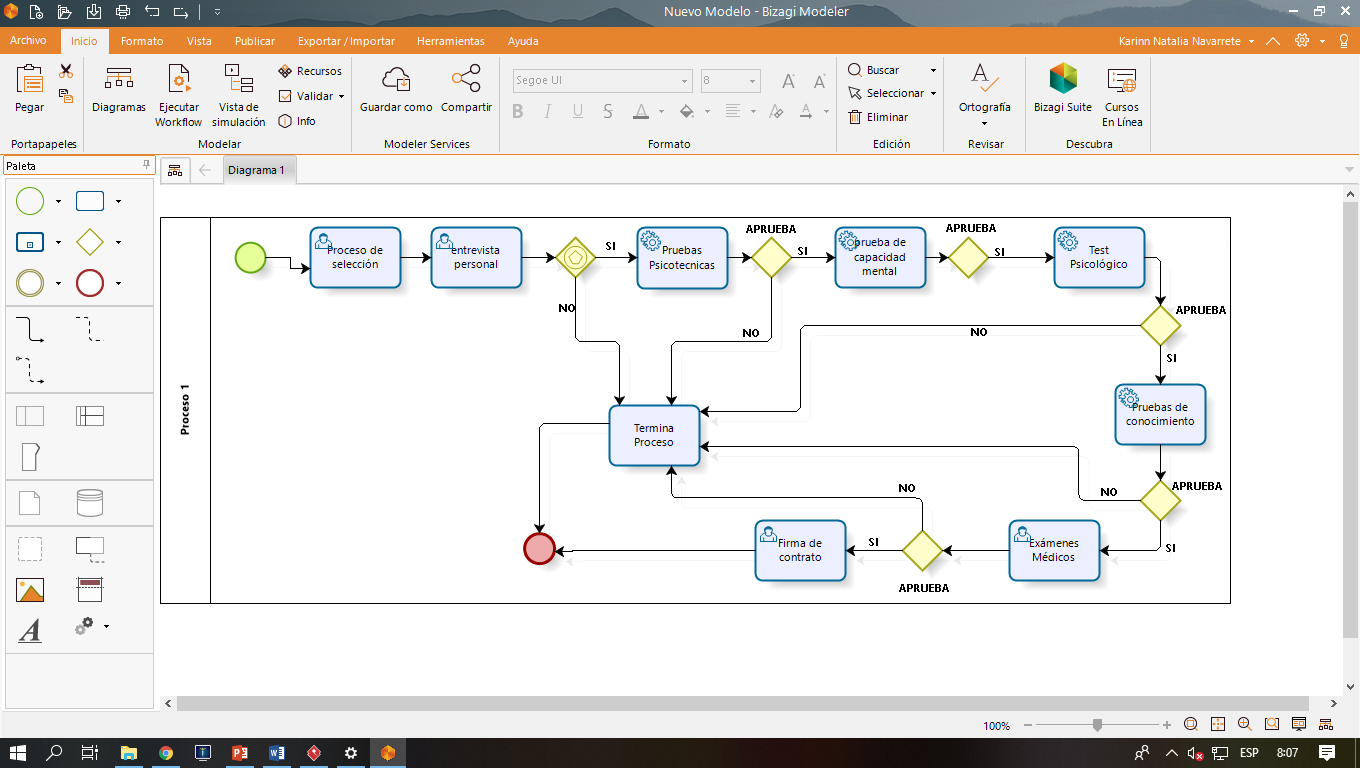 Nuevo Modelo - Bizagi Modeler
Archivo Inicio Formato Vista Publicar Exportar / Importar Herramientas Ayuda Karinn Natalia Navarrete
Pegar
Portapapeles
Diagramas
Ejecutar
Workflow
Vista de
simulación
Recursos
Validar
Info
Modelar
Guardar como
Compartir
Modeler Services
Segoe UI 8
A A
B I U S A A
Formato
Buscar
Seleccionar
Eliminar
Edición
Ortografía
Revisar
Bizagi Suite
Cursos
En Línea
Descubra
Paleta
Diagrama 1
Proceso 1
Proceso de
selección
entrevista
personal
SI
NO
Pruebas
Psicotecnicas
APRUEBA
SI
NO
prueba de
capacidad
mental
APRUEBA
SI
Test
Psicológico
APRUEBA
NO
SI
Pruebas de
conocimiento
APRUEBA
NO
SI
Exámenes
Médicos
APRUEBA
NO
SI
Firma de
contrato
Termina
Proceso
A
100%
ESP 8:07